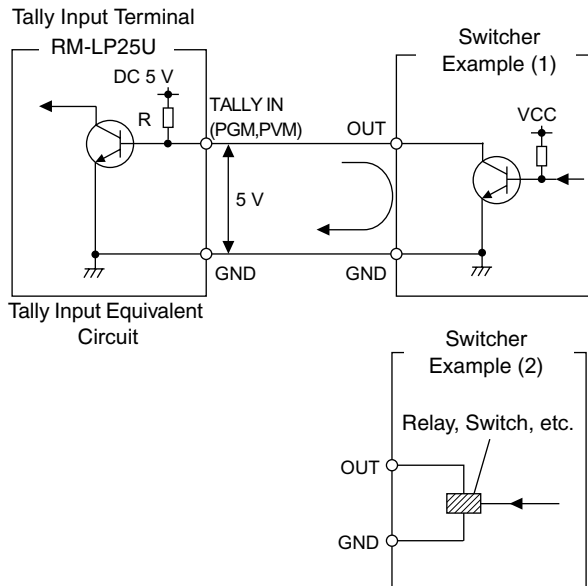 Tally Input Terminal
RM-LP25U
DC 5 V
R
TALLY IN
(PGM,PVM)
5 V
GND
Tally Input Equivalent
Circuit
Switcher
Example (1)
VCC
OUT
GND
Switcher
Example (2)
Relay, Switch, etc.
OUT
GND